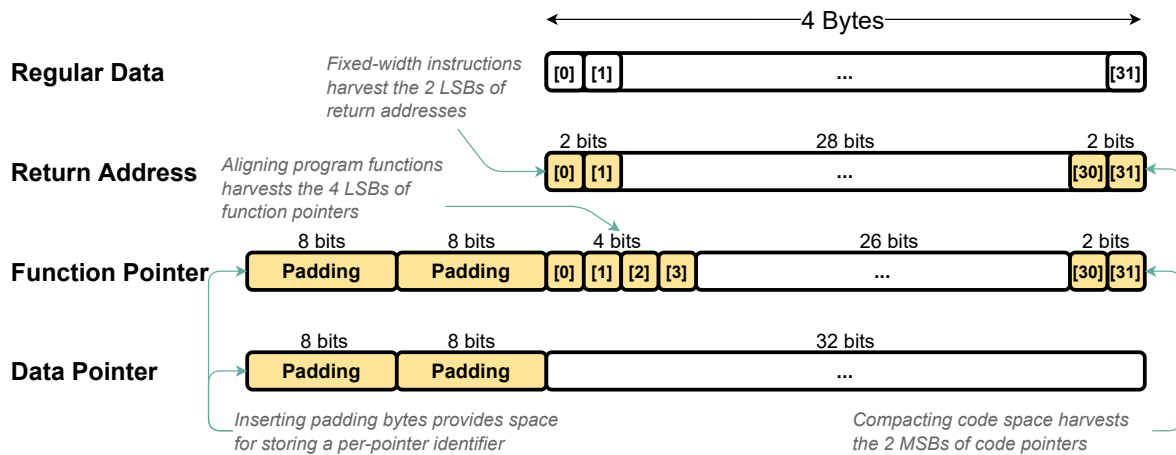 4 Bytes
Regular Data
Fixed-width instructions
harvest the 2 LSBs of
return addresses
[0] [1] ... [31]
2 bits 28 bits 2 bits
Return Address
[0] [1] ... [30] [31]
Aligning program functions
harvests the 4 LSBs of
function pointers
8 bits 8 bits 4 bits 26 bits 2 bits
Function Pointer
Padding Padding [0] [1] [2] [3] ... [30] [31]
8 bits 8 bits 32 bits
Data Pointer
Padding Padding ...
Inserting padding bytes provides space
for storing a per-pointer identifier
Compacting code space harvests
the 2 MSBs of code pointers